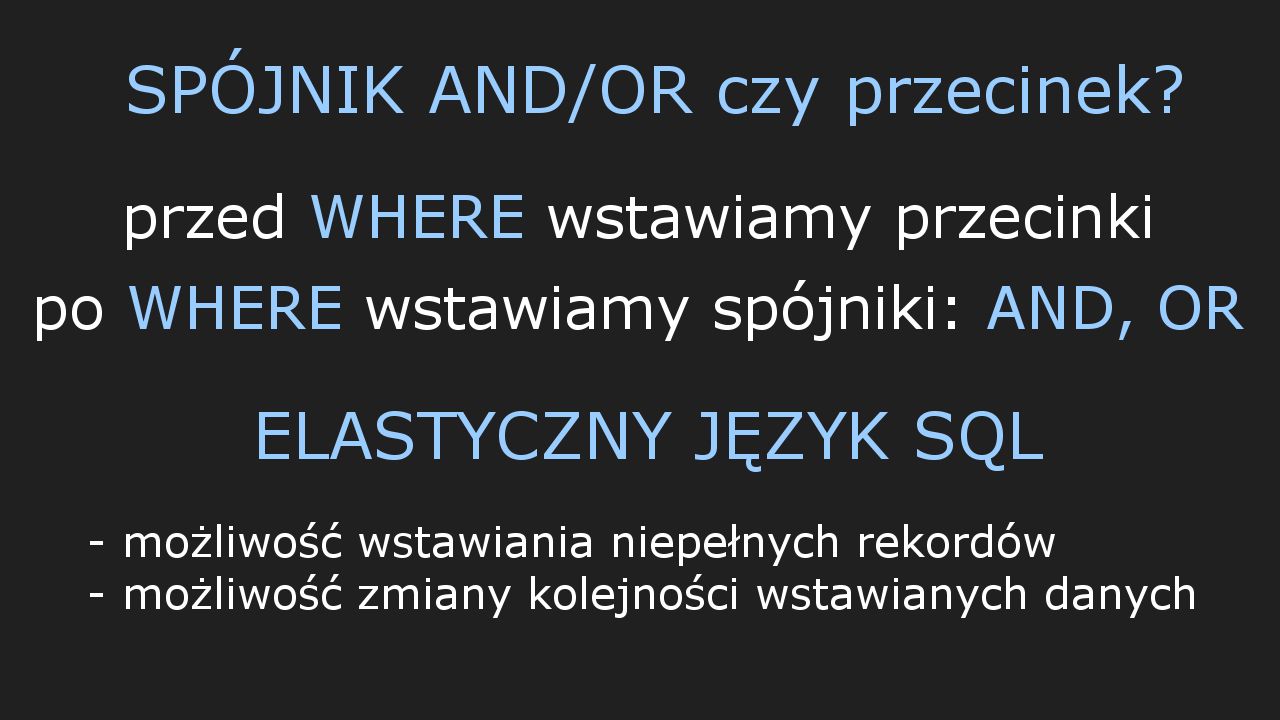 SPÓJNIK AND/OR czy przecinek?
przed WHERE wstawiamy przecinki
po WHERE wstawiamy spójniki: AND, OR
ELASTYCZNY JĘZYK SQL
- możliwość wstawiania niepełnych rekordów
- możliwość zmiany kolejności wstawianych danych